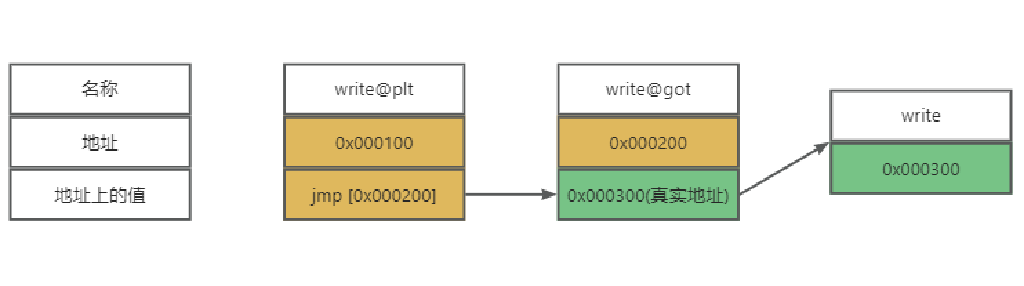 名称
地址
地址上的值
write@plt
0x000100
jmp [0x000200]
write@got
0x000200
0x000300(真实地址)
write
0x000300